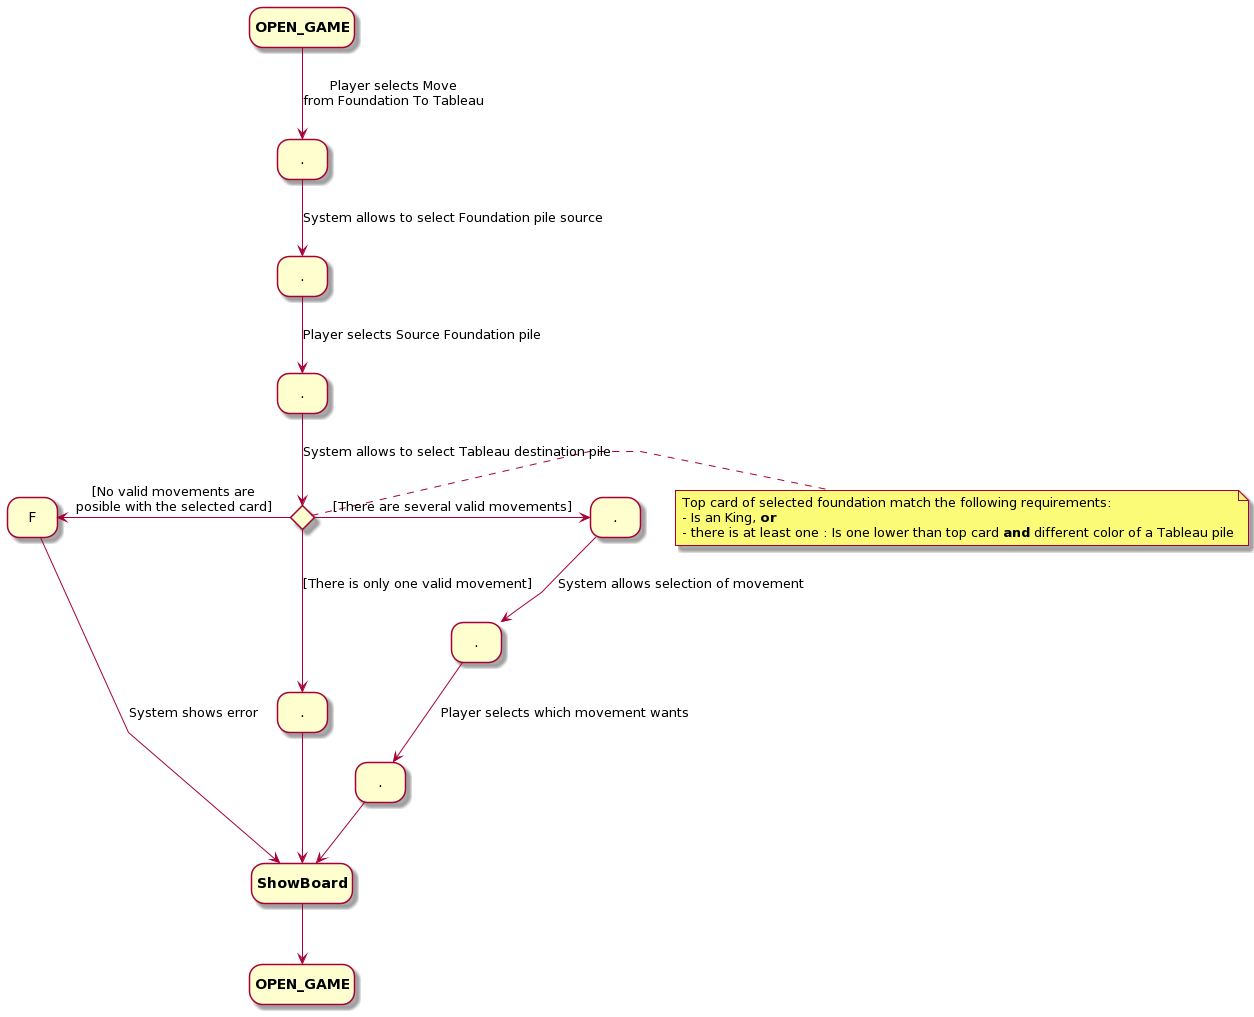 OPEN_GAME
Player selects Move
from Foundation To Tableau
.
System allows to select Foundation pile source
.
Player selects Source Foundation pile
.
System allows to select Tableau destination pile
[No valid movements are
posible with the selected card]
F
[There are several valid movements]
.
Top card of selected foundation match the following requirements:
- Is an King, or
- there is at least one : Is one lower than top card and different color of a Tableau pile
[There is only one valid movement]
System allows selection of movement
.
System shows error
.
Player selects which movement wants
.
ShowBoard
OPEN_GAME